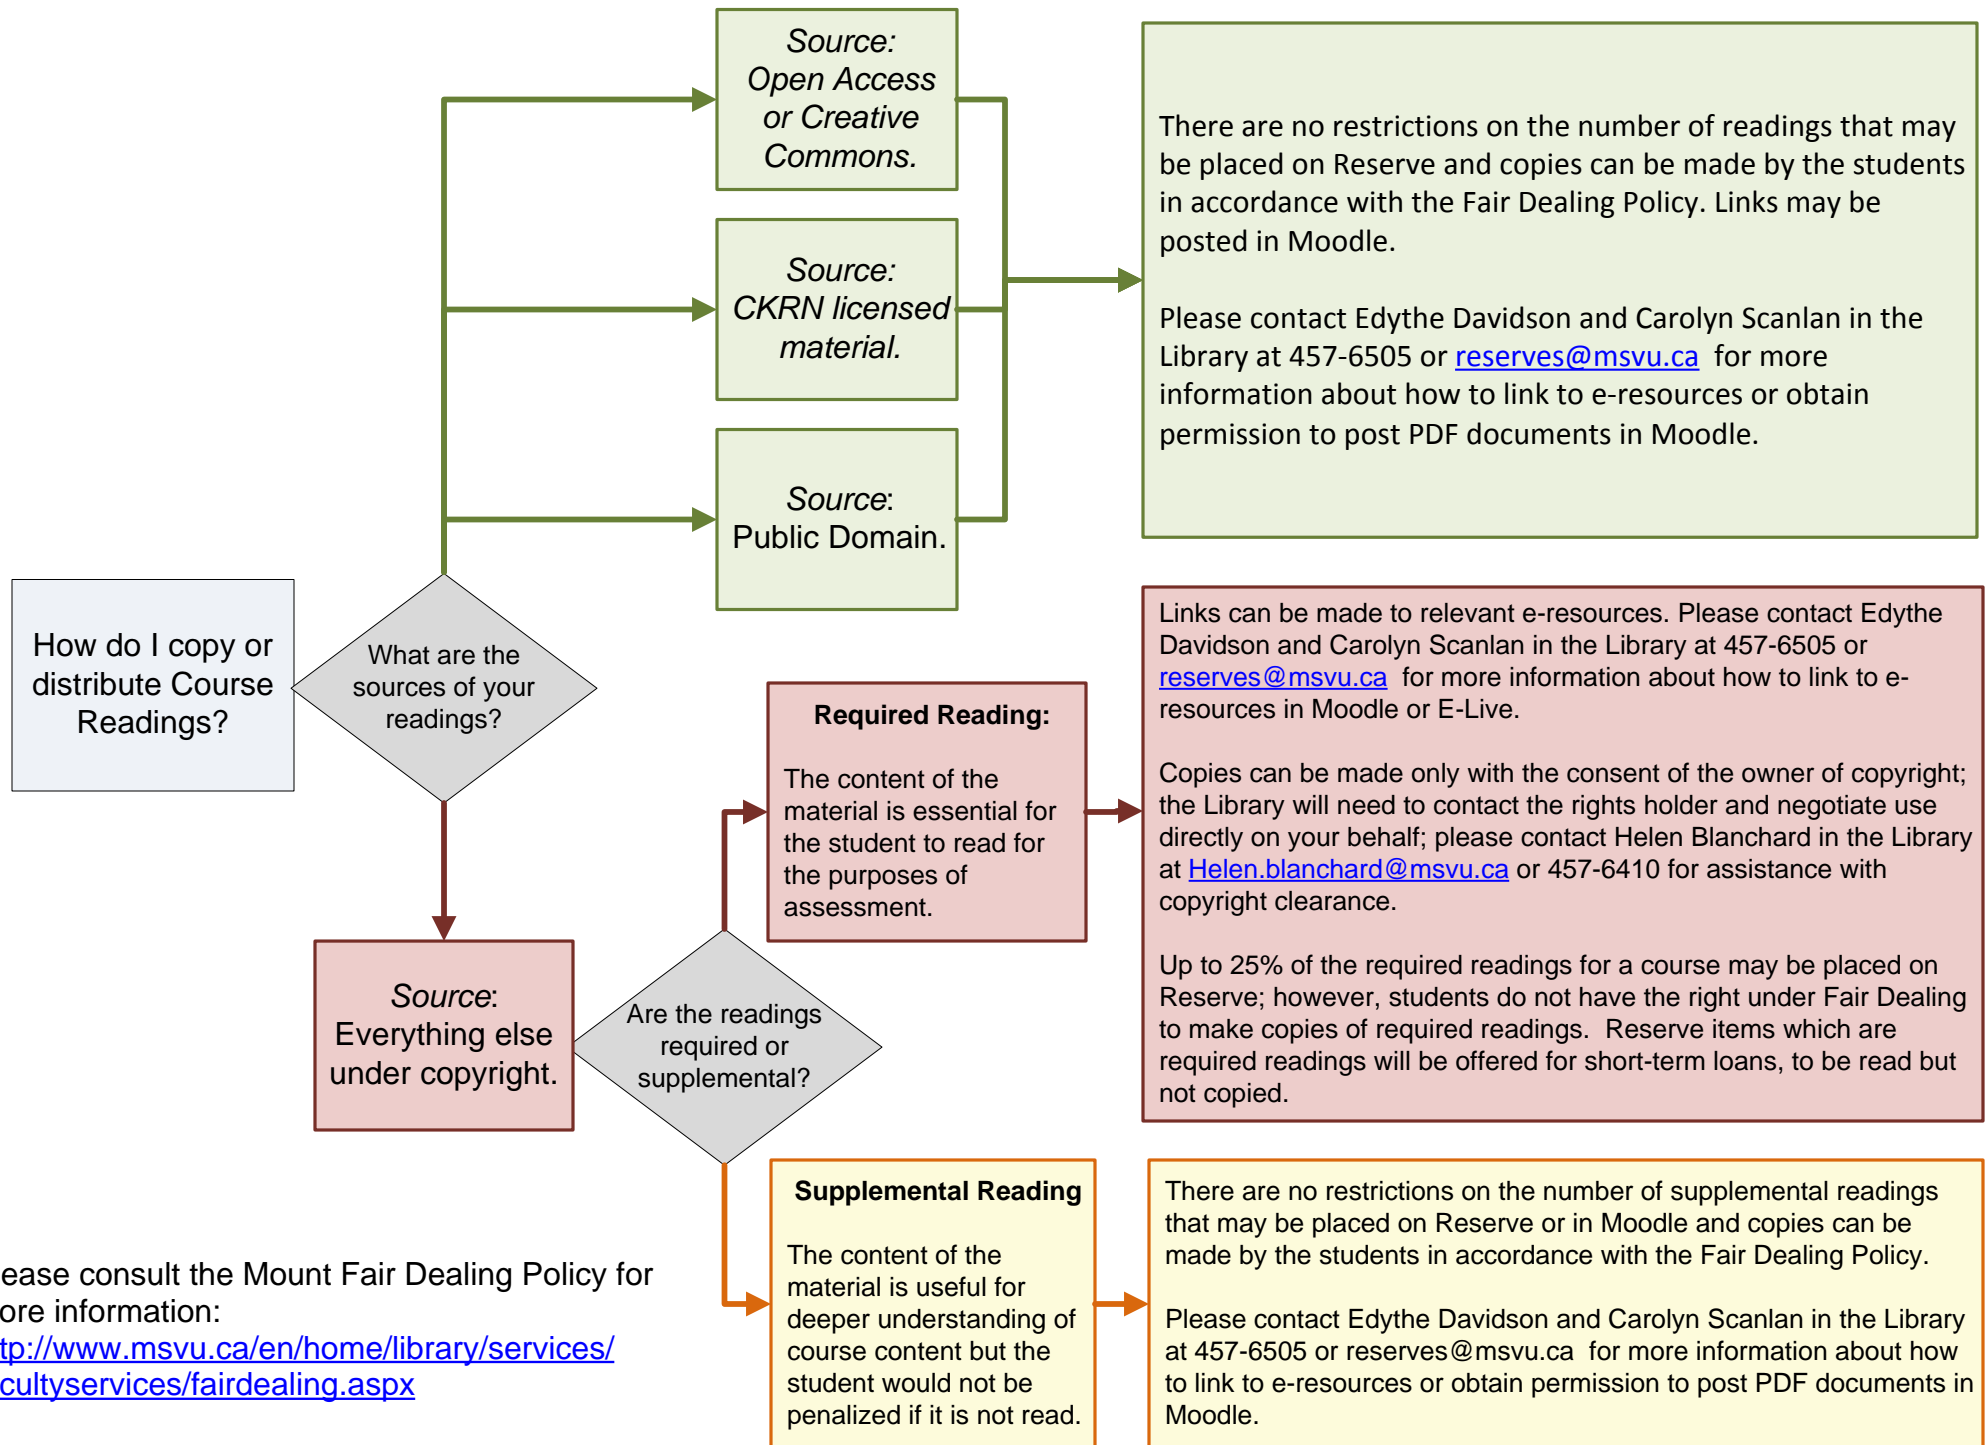 Source:
Open Access
or Creative
Commons.
There are no restrictions on the number of readings that may
be placed on Reserve and copies can be made by the students
in accordance with the Fair Dealing Policy. Links may be
posted in Moodle.
Please contact Edythe Davidson and Carolyn Scanlan in the
Library at 457-6505 or reserves@msvu.ca for more
information about how to link to e-resources or obtain
permission to post PDF documents in Moodle.
Source:
CKRN licensed
material.
Source:
Public Domain.
How do I copy or
distribute Course
Readings?
What are the
sources of your
readings?
Source:
Everything else
under copyright.
Are the readings
required or
supplemental?
Required Reading:
The content of the
material is essential for
the student to read for
the purposes of
assessment.
Links can be made to relevant e-resources. Please contact Edythe
Davidson and Carolyn Scanlan in the Library at 457-6505 or
reserves@msvu.ca for more information about how to link to e-
resources in Moodle or E-Live.
Copies can be made only with the consent of the owner of copyright;
the Library will need to contact the rights holder and negotiate use
directly on your behalf; please contact Helen Blanchard in the Library
at Helen.blanchard@msvu.ca or 457-6410 for assistance with
copyright clearance.
Up to 25% of the required readings for a course may be placed on
Reserve; however, students do not have the right under Fair Dealing
to make copies of required readings. Reserve items which are
required readings will be offered for short-term loans, to be read but
not copied.
Supplemental Reading
The content of the
material is useful for
deeper understanding of
course content but the
student would not be
penalized if it is not read.
There are no restrictions on the number of supplemental readings
that may be placed on Reserve or in Moodle and copies can be
made by the students in accordance with the Fair Dealing Policy.
Please contact Edythe Davidson and Carolyn Scanlan in the Library
at 457-6505 or reserves@msvu.ca for more information about how
to link to e-resources or obtain permission to post PDF documents in
Moodle.
ease consult the Mount Fair Dealing Policy for
ore information:
tp://www.msvu.ca/en/home/library/services/
cultyservices/fairdealing.aspx